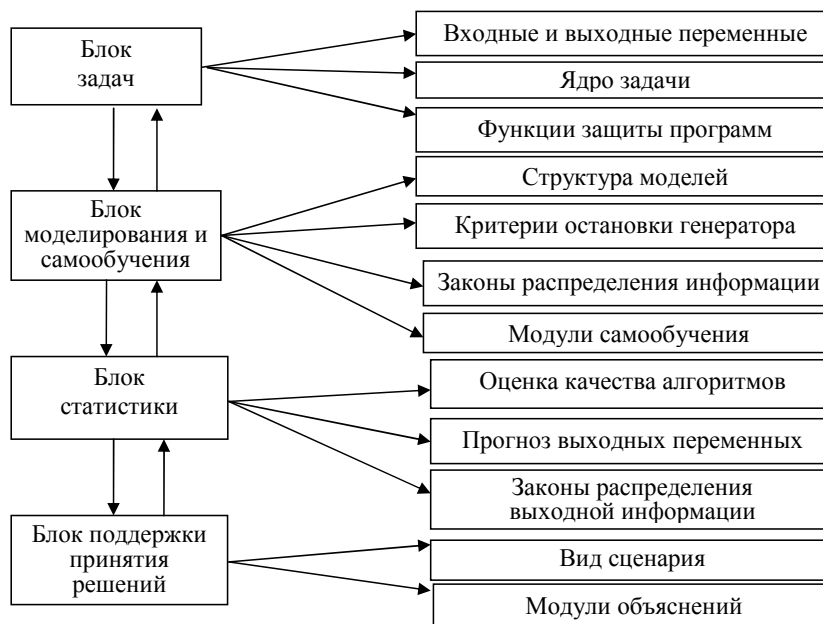 Блок
задач
Входные и выходные переменные
Ядро задачи
Функции защиты программ
Блок
моделирования и
самообучения
Структура моделей
Критерии остановки генератора
Законы распределения информации
Модули самообучения
Блок
статистики
Оценка качества алгоритмов
Прогноз выходных переменных
Законы распределения
выходной информации
Блок поддержки
принятия
решений
Вид сценария
Модули объяснений